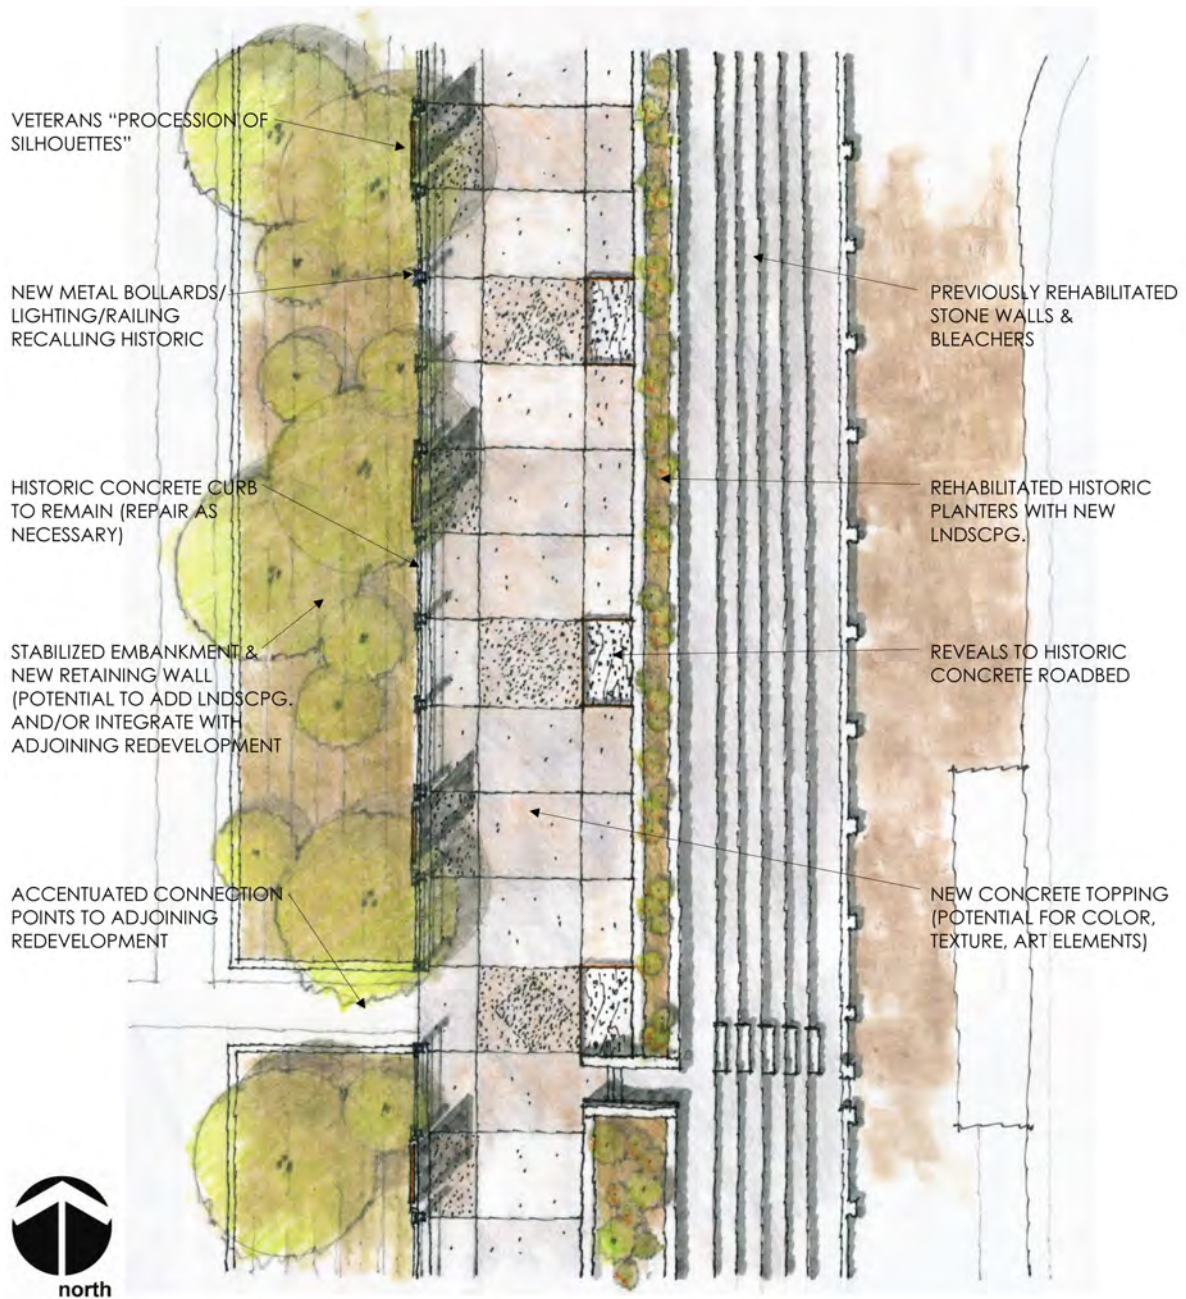 VETERANS “PROCESSION OF
SILHOUETTES”
NEW METAL BOLLARDS/
LIGHTING/RAILING
RECALLING HISTORIC
HISTORIC CONCRETE CURB
TO REMAIN (REPAIR AS
NECESSARY)
STABILIZED EMBANKMENT &
NEW RETAINING WALL
(POTENTIAL TO ADD LNDSCPG.
AND/OR INTEGRATE WITH
ADJOINING REDEVELOPMENT
ACCENTUATED CONNECTION
POINTS TO ADJOINING
REDEVELOPMENT
PREVIOUSLY REHABILITATED
STONE WALLS &
BLEACHERS
REHABILITATED HISTORIC
PLANTERS WITH NEW
LNDSCPG.
REVEALS TO HISTORIC
CONCRETE ROADBED
NEW CONCRETE TOPPING
(POTENTIAL FOR COLOR,
TEXTURE, ART ELEMENTS)
north